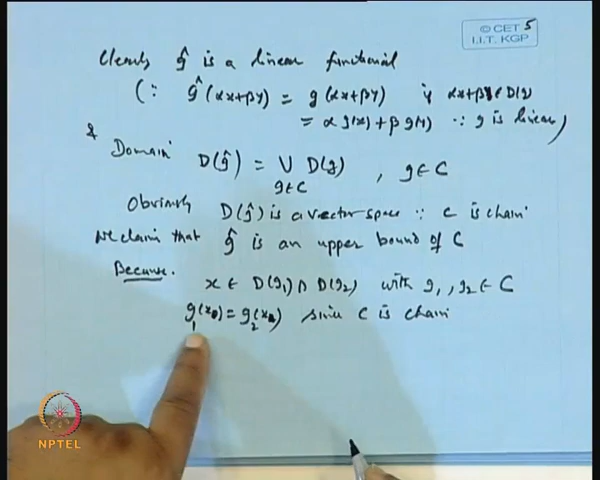 © CET 5
I.I.T. KGP
Clearly ĝ is a linear functional
(∵ ĝ(αx+βy) = g(αx+βy) if αx+βy ∈ D(g)
= α g(x) + β g(y) ∵ g is linear)
& Domain D(ĝ) = ∪ D(g) , g ∈ C
g∈C
Obviously D(ĝ) is a vector space ∵ C is chain
We claim that ĝ is an upper bound of C
Because.
x ∈ D(g₁) ∩ D(g₂) with g₁, g₂ ∈ C
g₁(x) = g₂(x) since C is chain
NPTEL